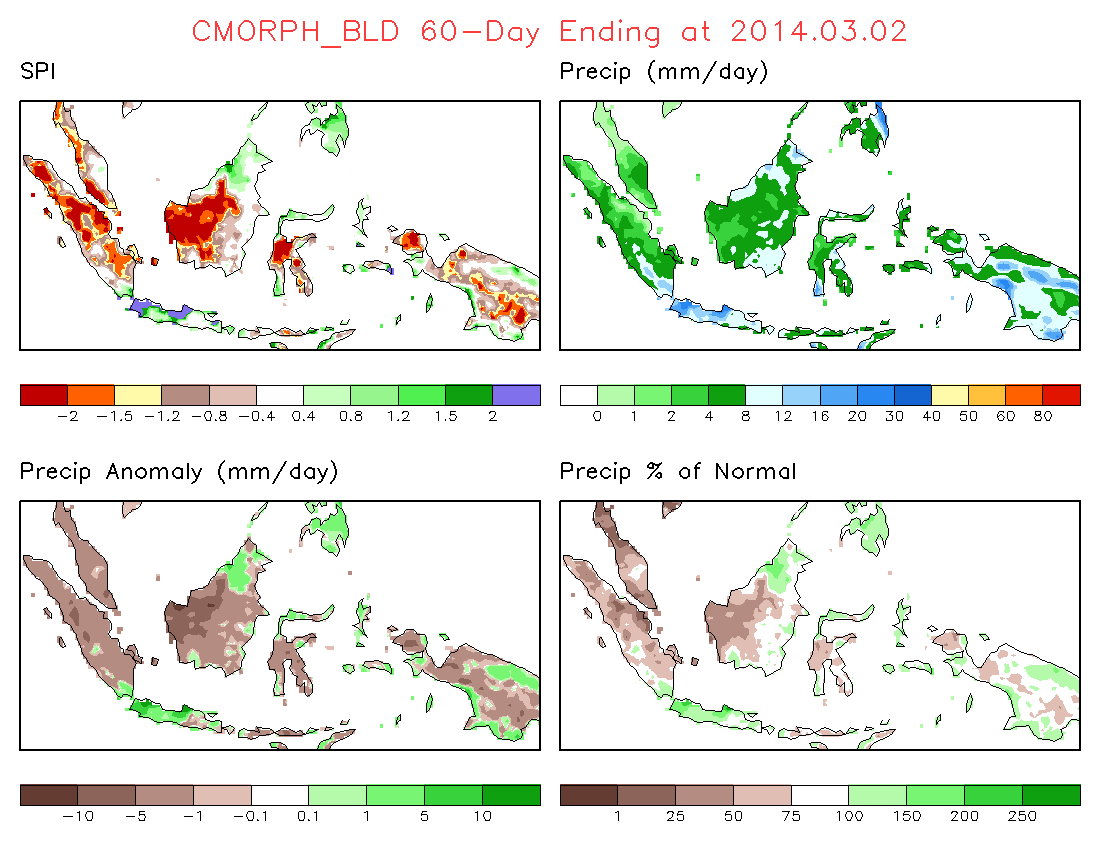 CMORPH_BLD 60-Day Ending at 2014.03.02
SPI
Precip (mm/day)
-2 -1.5 -1.2 -0.8 -0.4 0.4 0.8 1.2 1.5 2
0 1 2 4 8 12 16 20 30 40 50 60 80
Precip Anomaly (mm/day)
Precip % of Normal
-10 -5 -1 -0.1 0.1 1 5 10
1 25 50 75 100 150 200 250